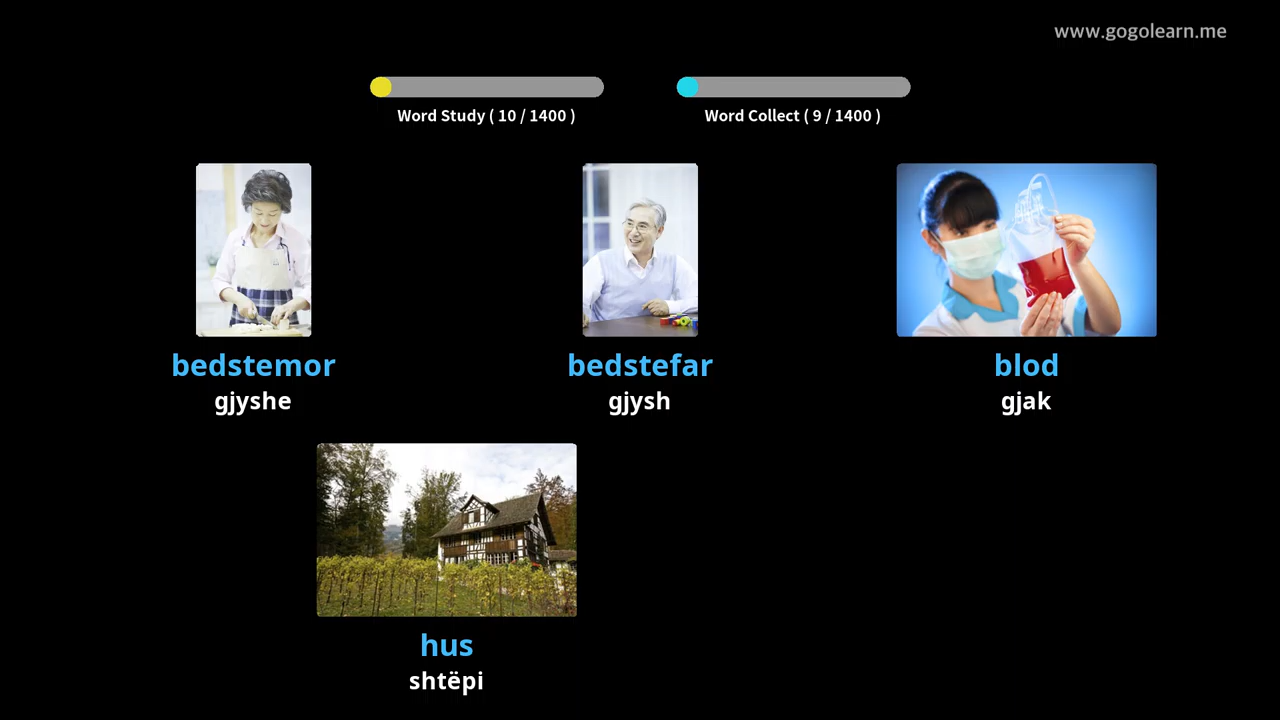 www.gogolearn.me
Word Study ( 10 / 1400 )
Word Collect ( 9 / 1400 )
bedstemor
gjyshe
bedstefar
gjysh
blod
gjak
hus
shtëpi